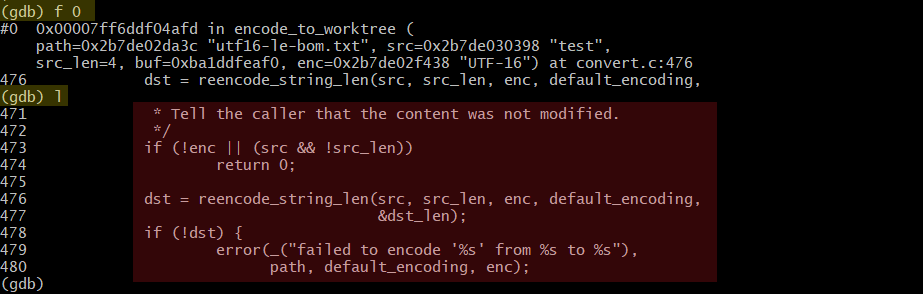 (gdb) f 0
#0  0x00007ff6ddf04afd in encode_to_worktree (
    path=0x2b7de02da3c "utf16-le-bom.txt", src=0x2b7de030398 "test",
    src_len=4, buf=0xba1ddfeaf0, enc=0x2b7de02f438 "UTF-16") at convert.c:476
476             dst = reencode_string_len(src, src_len, enc, default_encoding,
(gdb) l
471              * Tell the caller that the content was not modified.
472              */
473             if (!enc || (src && !src_len))
474                     return 0;
475
476             dst = reencode_string_len(src, src_len, enc, default_encoding,
477                                       &dst_len);
478             if (!dst) {
479                     error(_("failed to encode '%s' from %s to %s"),
480                           path, default_encoding, enc);
(gdb)